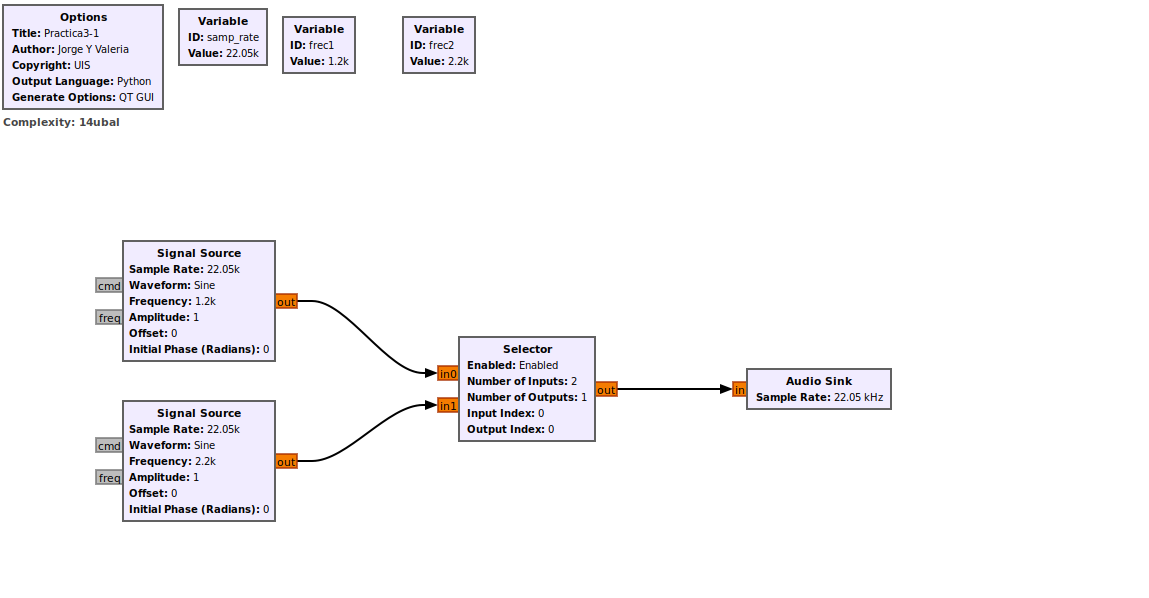 Options
Title: Practica3-1
Author: Jorge Y Valeria
Copyright: UIS
Output Language: Python
Generate Options: QT GUI
Complexity: 14ubal
Variable
ID: samp_rate
Value: 22.05k
Variable
ID: frec1
Value: 1.2k
Variable
ID: frec2
Value: 2.2k
Signal Source
Sample Rate: 22.05k
Waveform: Sine
Frequency: 1.2k
Amplitude: 1
Offset: 0
Initial Phase (Radians): 0
cmd
freq
out
Signal Source
Sample Rate: 22.05k
Waveform: Sine
Frequency: 2.2k
Amplitude: 1
Offset: 0
Initial Phase (Radians): 0
cmd
freq
out
Selector
Enabled: Enabled
Number of Inputs: 2
Number of Outputs: 1
Input Index: 0
Output Index: 0
in0
in1
out
Audio Sink
Sample Rate: 22.05 kHz
in